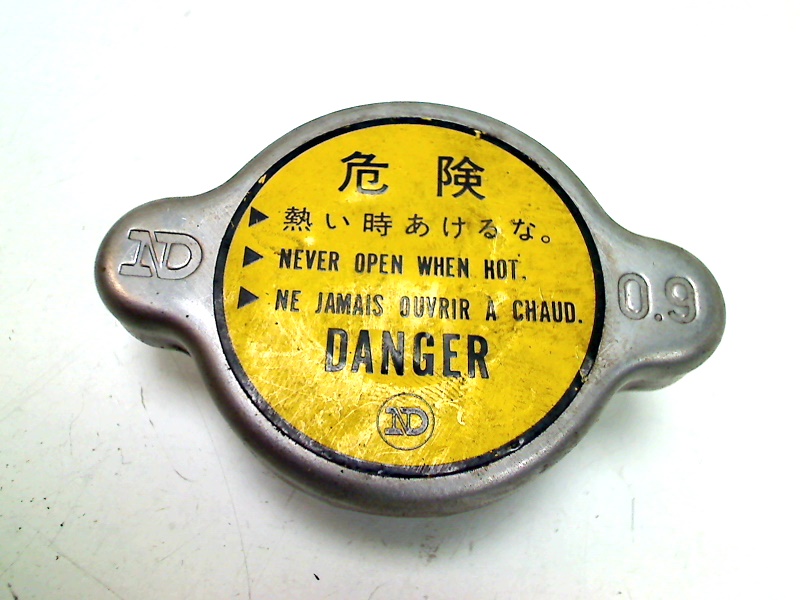 危険
▶ 熱い時あけるな。
▶ NEVER OPEN WHEN HOT.
▶ NE JAMAIS OUVRIR À CHAUD.
DANGER
ND
ND
0.9